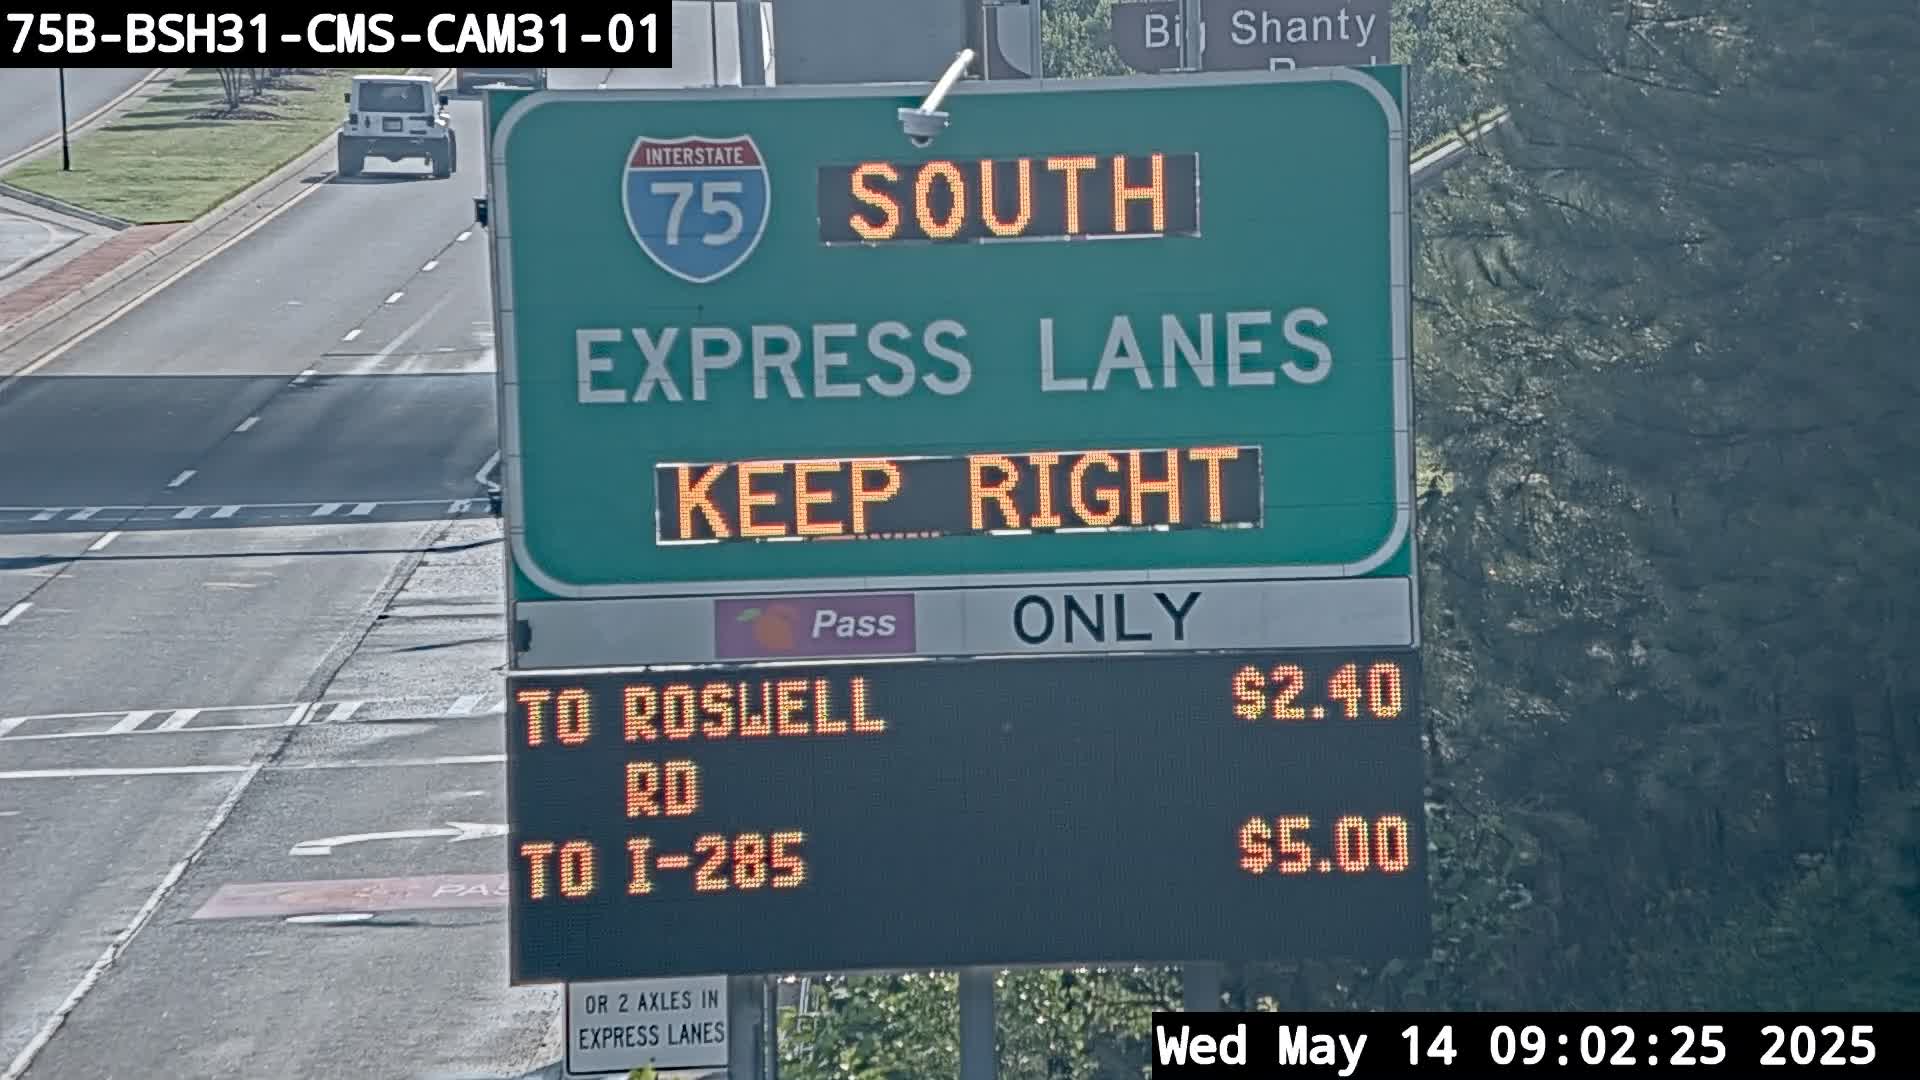 75B-BSH31-CMS-CAM31-01
Big Shanty
INTERSTATE
75
SOUTH
EXPRESS LANES
KEEP RIGHT
Pass ONLY
TO ROSWELL $2.40
RD
TO I-285 $5.00
OR 2 AXLES IN
EXPRESS LANES
Wed May 14 09:02:25 2025